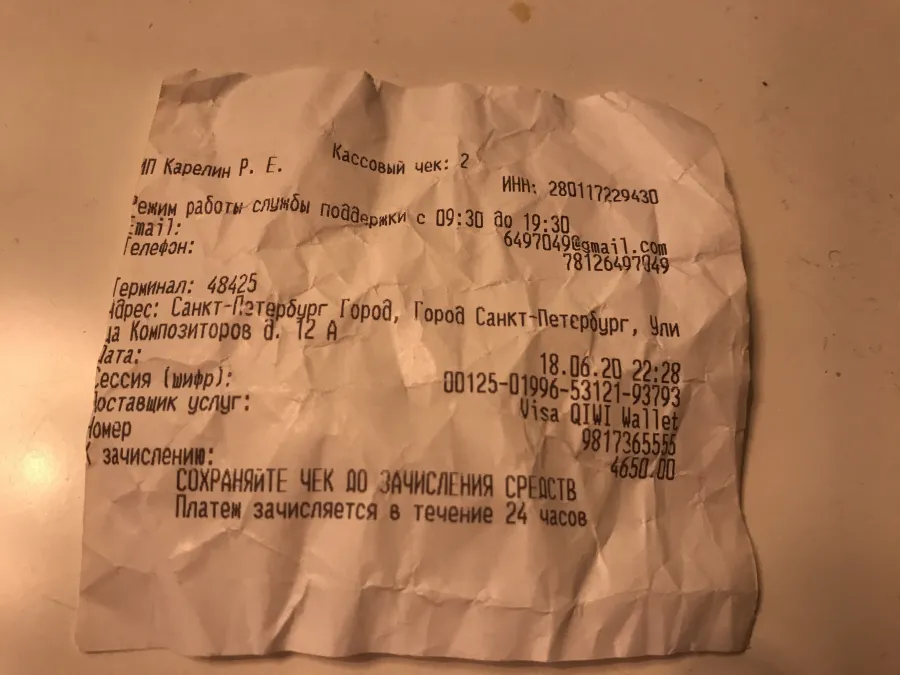 Кассовый чек: 2
ИП Карелин Р. Е.
ИНН: 280117229430
Режим работы службы поддержки с 09:30 до 19:30
Email: 6497049@gmail.com
Телефон: 78126497049
Терминал: 48425
Адрес: Санкт-Петербург Город, Город Санкт-Петербург, Ули
ца Композиторов д. 12 А
Дата: 18.06.20 22:28
Сессия (шифр): 00125-01996-53121-93793
Поставщик услуг: Visa QIWI Wallet
Номер 9817365555
К зачислению: 4650.00
СОХРАНЯЙТЕ ЧЕК ДО ЗАЧИСЛЕНИЯ СРЕДСТВ
Платеж зачисляется в течение 24 часов